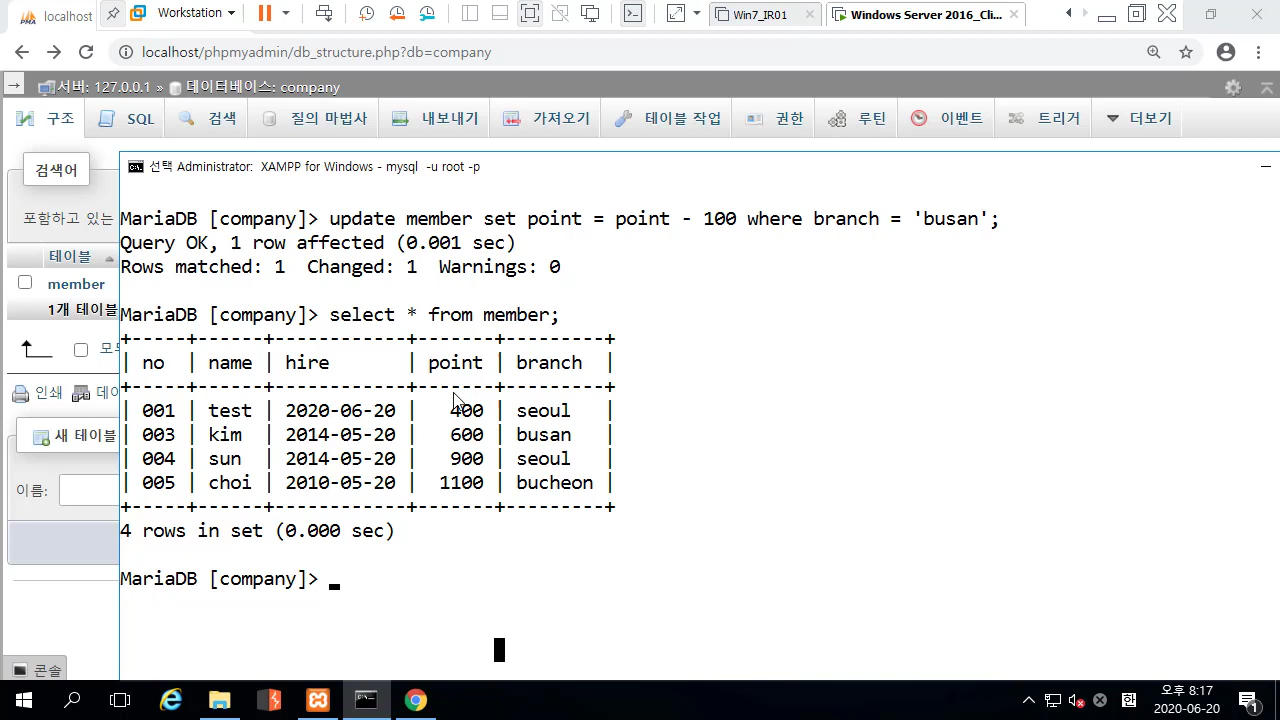 localhost
Workstation
Win7_IR01
Windows Server 2016_Cli...
localhost/phpmyadmin/db_structure.php?db=company
서버: 127.0.0.1 » 데이터베이스: company
구조 SQL 검색 질의 마법사 내보내기 가져오기 테이블 작업 권한 루틴 이벤트 트리거 더보기
검색어
포함하고 있는
테이블
member
1개 테이블
인쇄
새 테이블
이름:
콘솔
선택 Administrator: XAMPP for Windows - mysql -u root -p
MariaDB [company]> update member set point = point - 100 where branch = 'busan';
Query OK, 1 row affected (0.001 sec)
Rows matched: 1 Changed: 1 Warnings: 0
MariaDB [company]> select * from member;
+-----+------+------------+-------+---------+
| no | name | hire | point | branch |
+-----+------+------------+-------+---------+
| 001 | test | 2020-06-20 | 400 | seoul |
| 003 | kim | 2014-05-20 | 600 | busan |
| 004 | sun | 2014-05-20 | 900 | seoul |
| 005 | choi | 2010-05-20 | 1100 | bucheon |
+-----+------+------------+-------+---------+
4 rows in set (0.000 sec)
MariaDB [company]>
한
오후 8:17
2020-06-20
1